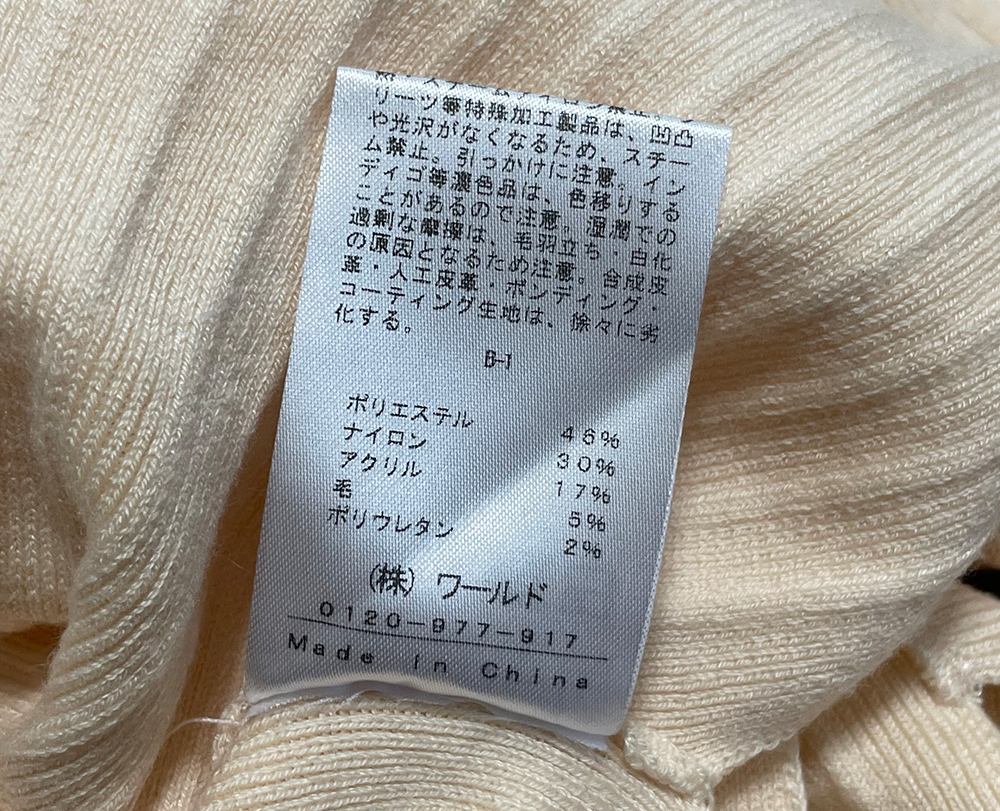 リーツ等特殊加工製品は、凹凸
や光沢がなくなるため、スチー
ム禁止。引っかけに注意。イン
ディゴ等濃色品は、色移りする
ことがあるので注意。湿潤での
過剰な摩擦は、毛羽立ち・白化
の原因となるため注意。合成皮
革・人工皮革・ボンディング・
コーティング生地は、徐々に劣
化する。
B-1
ポリエステル 46%
ナイロン 30%
アクリル 17%
毛 5%
ポリウレタン 2%
(株) ワールド
0120-977-917
Made in China